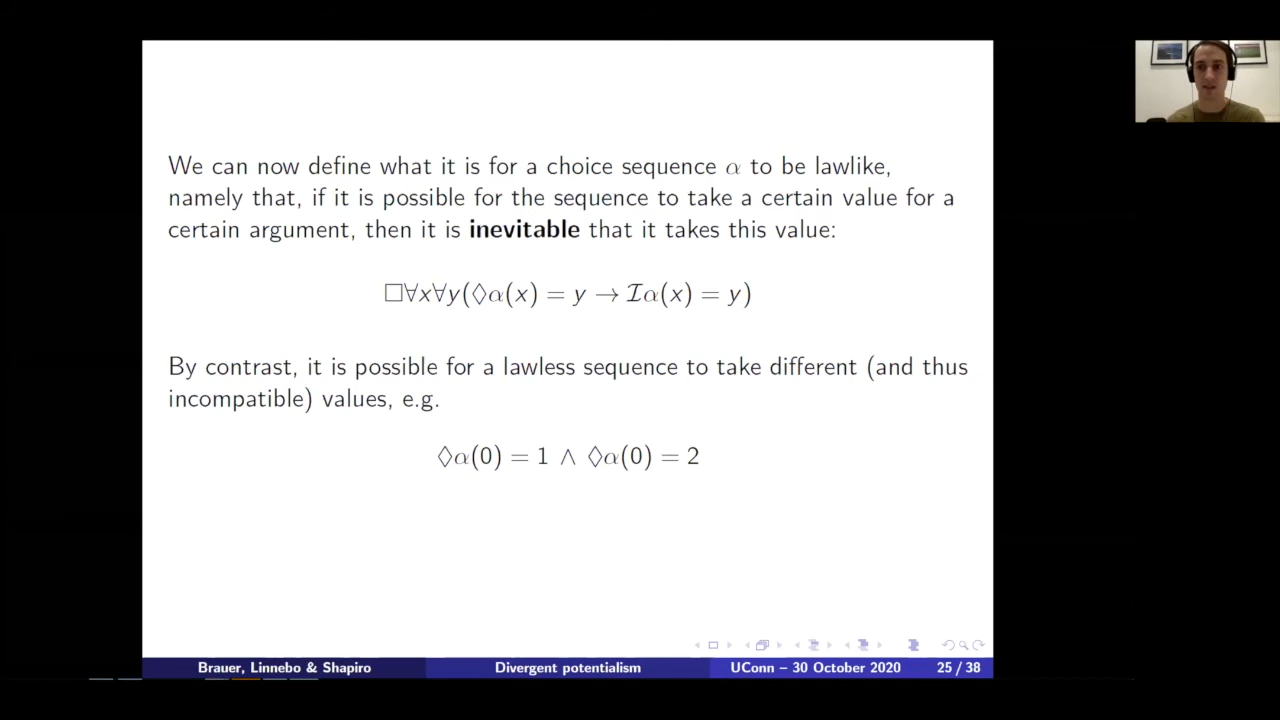 We can now define what it is for a choice sequence α to be lawlike,
namely that, if it is possible for the sequence to take a certain value for a
certain argument, then it is inevitable that it takes this value:
□∀x∀y(◊α(x) = y → ℐα(x) = y)
By contrast, it is possible for a lawless sequence to take different (and thus
incompatible) values, e.g.
◊α(0) = 1 ∧ ◊α(0) = 2
Brauer, Linnebo & Shapiro Divergent potentialism UConn – 30 October 2020 25 / 38